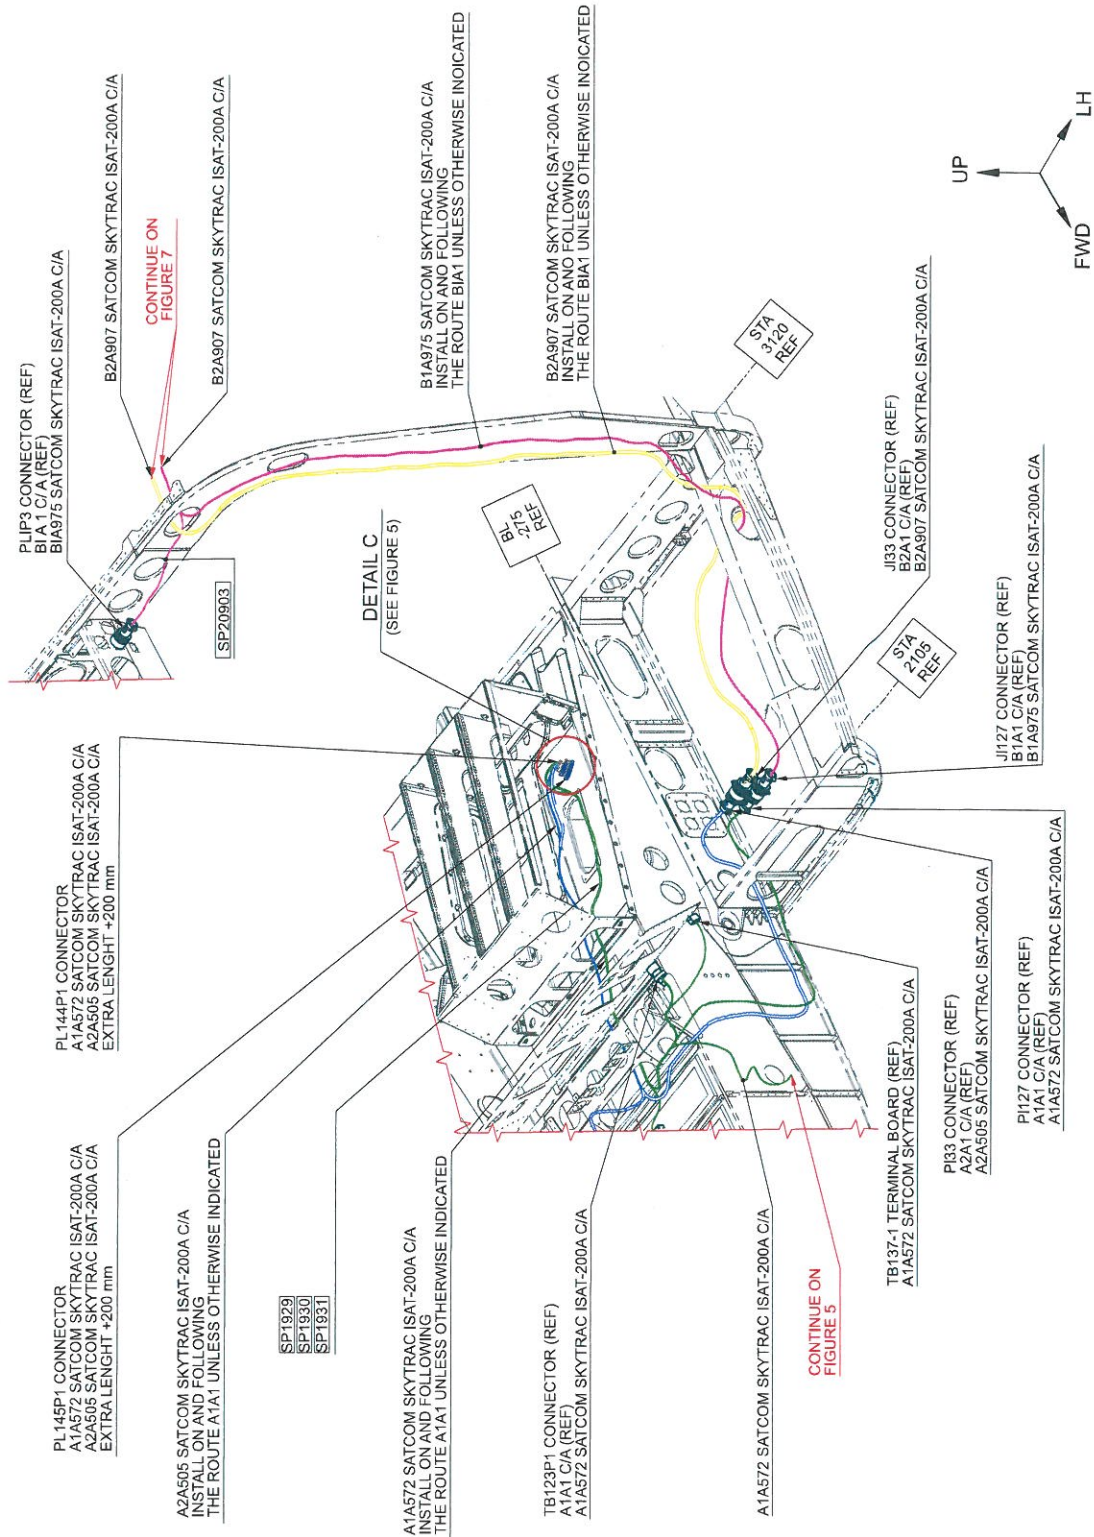 PL145P1 CONNECTOR
A1A572 SATCOM SKYTRAC ISAT-200A C/A
A2A505 SATCOM SKYTRAC ISAT-200A C/A
EXTRA LENGHT +200 mm
PL144P1 CONNECTOR
A1A572 SATCOM SKYTRAC ISAT-200A C/A
A2A505 SATCOM SKYTRAC ISAT-200A C/A
EXTRA LENGHT +200 mm
PLIP3 CONNECTOR (REF)
BI A 1 C/ A (REF)
BIA975 SATCOM SKYTRAC ISAT-200A C/A
B2A907 SATCOM SKYTRAC ISAT-200A C/A
CONTINUE ON
FIGURE 7
B2A907 SATCOM SKYTRAC ISAT-200A C/A
SP20903
A2A505 SATCOM SKYTRAC ISAT-200A C/A
INSTALL ON AND FOLLOWING
THE ROUTE A1A1 UNLESS OTHERWISE INDICATED
SP1929
SP1930
SP1931
DETAIL C
(SEE FIGURE 5)
A1A572 SATCOM SKYTRAC ISAT-200A C/A
INSTALL ON AND FOLLOWING
THE ROUTE A1A1 UNLESS OTHERWISE INDICATED
B1A975 SATCOM SKYTRAC ISAT-200A C/A
INSTALL ON ANO FOLLOWING
THE ROUTE BIA1 UNLESS OTHERWISE INOICATED
BL
-275
REF
B2A907 SATCOM SKYTRAC ISAT-200A C/A
INSTALL ON ANO FOLLOWING
THE ROUTE BIA1 UNLESS OTHERWISE INDICATED
TB123P1 CONNECTOR (REF)
A1A1 C/A (REF)
A1A572 SATCOM SKYTRAC ISAT-200A C/A
STA
3120
REF
A1A572 SATCOM SKYTRAC ISAT-200A C/A
CONTINUE ON
FIGURE 5
STA
2105
REF
TB137-1 TERMINAL BOARD (REF)
A1A572 SATCOM SKYTRAC ISAT-200A C/A
JI33 CONNECTOR (REF)
B2A1 C/A (REF)
B2A907 SATCOM SKYTRAC ISAT-200A C/A
PI33 CONNECTOR (REF)
A2A1 C/A (REF)
A2A505 SATCOM SKYTRAC ISAT-200A C/A
JI127 CONNECTOR (REF)
B1A1 C/A (REF)
B1A975 SATCOM SKYTRAC ISAT-200A C/A
PI127 CONNECTOR (REF)
A1A1 C/A (REF)
A1A572 SATCOM SKYTRAC ISAT-200A C/A
UP
FWD
LH